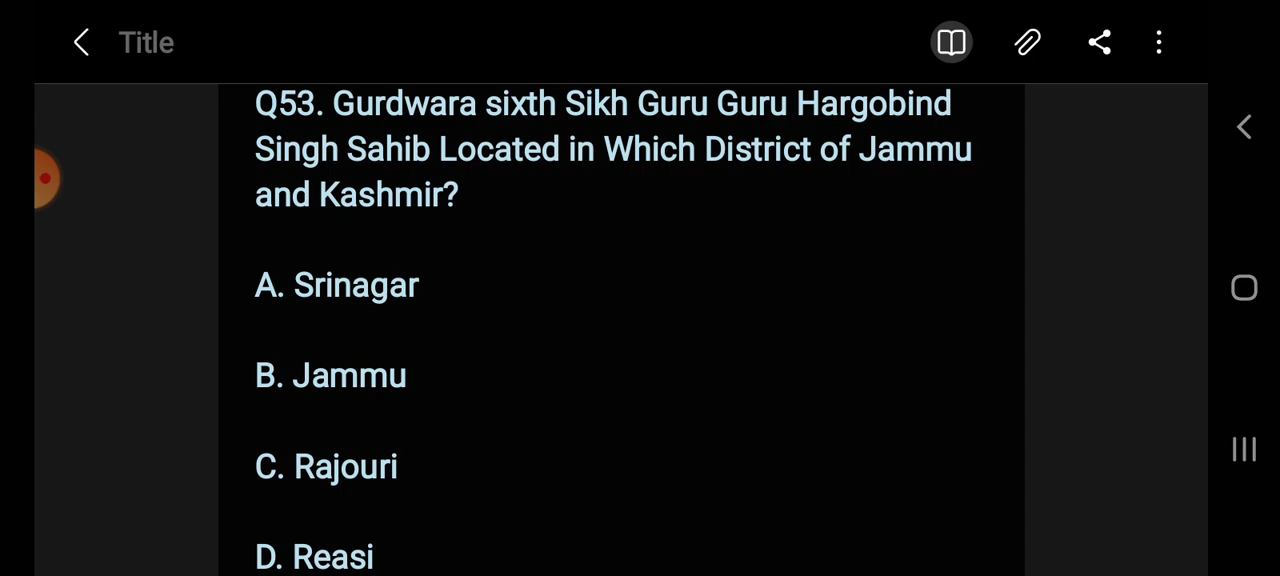 Title
Q53. Gurdwara sixth Sikh Guru Guru Hargobind
Singh Sahib Located in Which District of Jammu
and Kashmir?
A. Srinagar
B. Jammu
C. Rajouri
D. Reasi